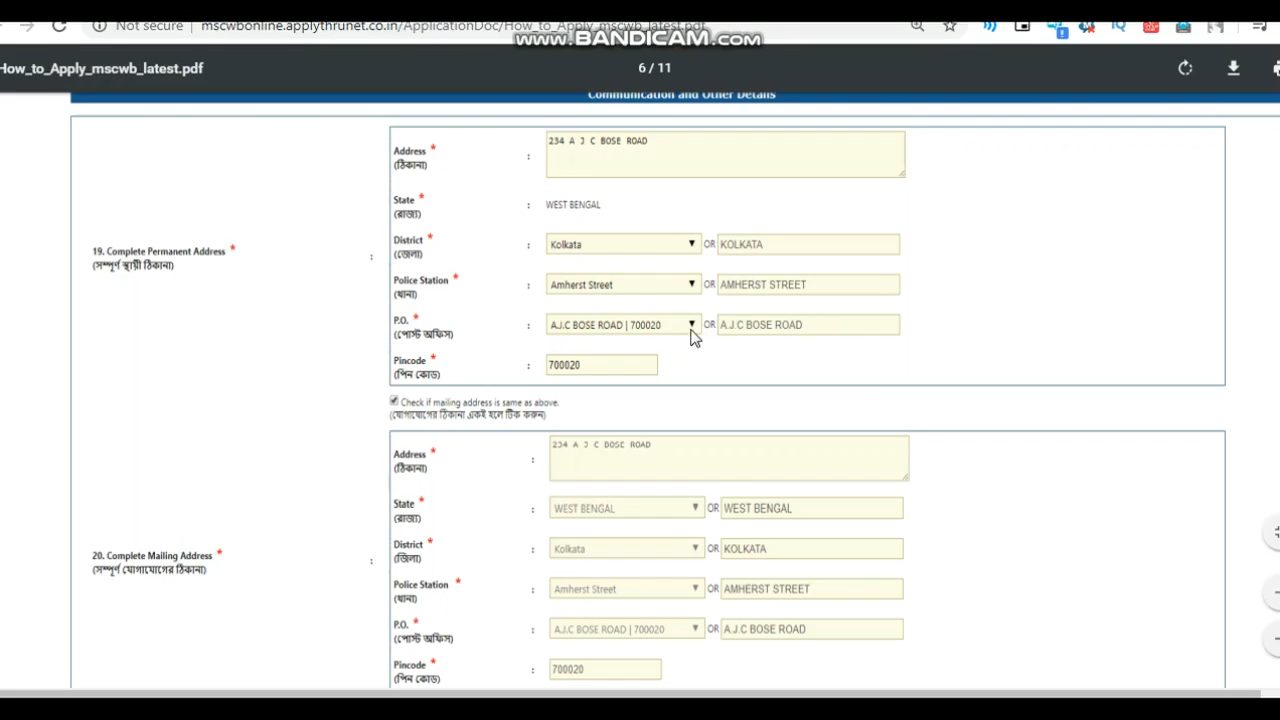 Not secure mscwbonline.applythrunet.co.in/ApplicationDoc/How_to_Apply_mscwb_latest.pdf
www.BANDICAM.com
How_to_Apply_mscwb_latest.pdf 6 / 11
Communication and Other Details
19. Complete Permanent Address *
(সম্পূর্ণ স্থায়ী ঠিকানা)
:
Address * : 234 A J C BOSE ROAD
(ঠিকানা)
State * : WEST BENGAL
(রাজ্য)
District * : Kolkata OR KOLKATA
(জেলা)
Police Station * : Amherst Street OR AMHERST STREET
(থানা)
P.O. * : A.J.C BOSE ROAD | 700020 OR A.J.C BOSE ROAD
(পোস্ট অফিস)
Pincode * : 700020
(পিন কোড)
Check if mailing address is same as above.
(যোগাযোগের ঠিকানা একই হলে টিক করুন)
20. Complete Mailing Address *
(সম্পূর্ণ যোগাযোগের ঠিকানা)
:
Address * : 234 A J C BOSE ROAD
(ঠিকানা)
State * : WEST BENGAL OR WEST BENGAL
(রাজ্য)
District * : Kolkata OR KOLKATA
(জিলা)
Police Station * : Amherst Street OR AMHERST STREET
(থানা)
P.O. * : A.J.C BOSE ROAD | 700020 OR A.J.C BOSE ROAD
(পোস্ট অফিস)
Pincode * : 700020
(পিন কোড)